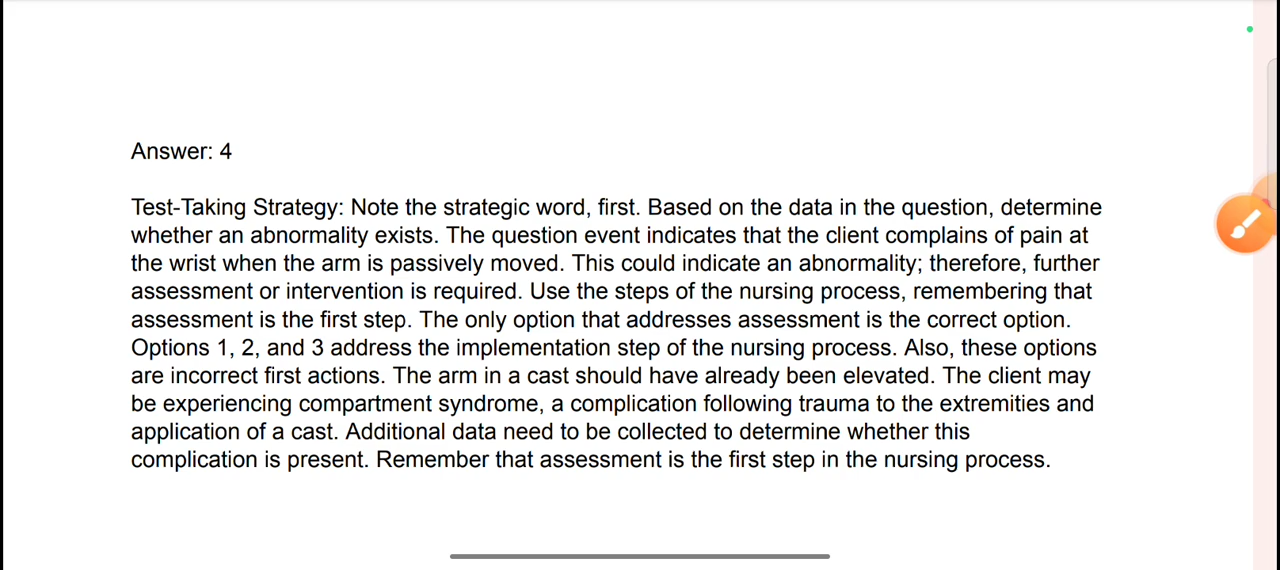 Answer: 4
Test-Taking Strategy: Note the strategic word, first. Based on the data in the question, determine
whether an abnormality exists. The question event indicates that the client complains of pain at
the wrist when the arm is passively moved. This could indicate an abnormality; therefore, further
assessment or intervention is required. Use the steps of the nursing process, remembering that
assessment is the first step. The only option that addresses assessment is the correct option.
Options 1, 2, and 3 address the implementation step of the nursing process. Also, these options
are incorrect first actions. The arm in a cast should have already been elevated. The client may
be experiencing compartment syndrome, a complication following trauma to the extremities and
application of a cast. Additional data need to be collected to determine whether this
complication is present. Remember that assessment is the first step in the nursing process.